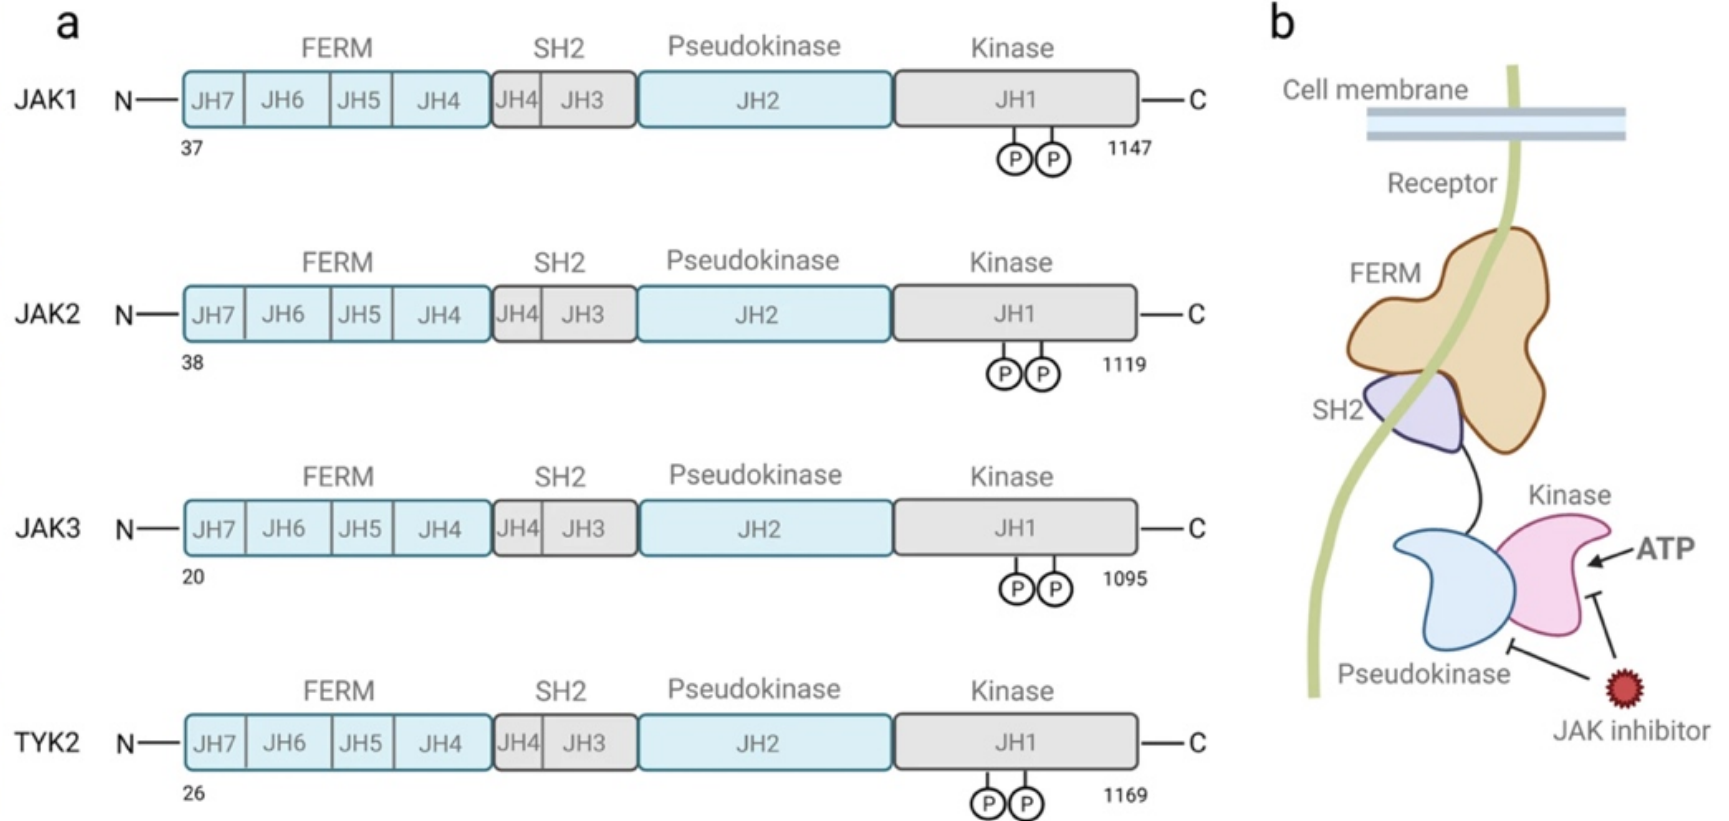 a
FERM SH2 Pseudokinase Kinase
JAK1 N JH7 JH6 JH5 JH4 JH4 JH3 JH2 JH1 C
P P
37 1147
FERM SH2 Pseudokinase Kinase
JAK2 N JH7 JH6 JH5 JH4 JH4 JH3 JH2 JH1 C
P P
38 1119
FERM SH2 Pseudokinase Kinase
JAK3 N JH7 JH6 JH5 JH4 JH4 JH3 JH2 JH1 C
P P
20 1095
FERM SH2 Pseudokinase Kinase
TYK2 N JH7 JH6 JH5 JH4 JH4 JH3 JH2 JH1 C
P P
26 1169
b
Cell membrane
Receptor
FERM
SH2
Kinase
ATP
Pseudokinase
JAK inhibitor